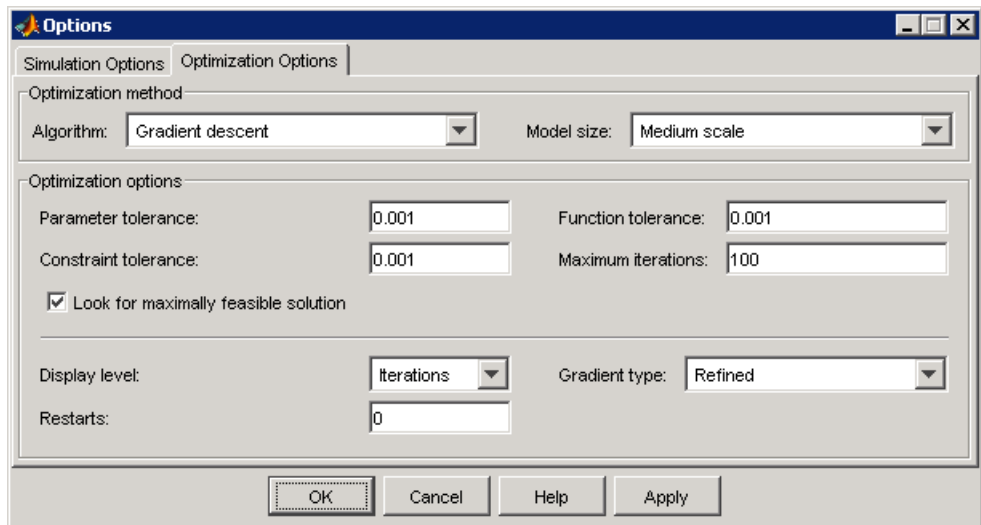 Options
Simulation Options Optimization Options
Optimization method
Algorithm: Gradient descent Model size: Medium scale
Optimization options
Parameter tolerance: 0.001 Function tolerance: 0.001
Constraint tolerance: 0.001 Maximum iterations: 100
Look for maximally feasible solution
Display level: Iterations Gradient type: Refined
Restarts: 0
OK Cancel Help Apply